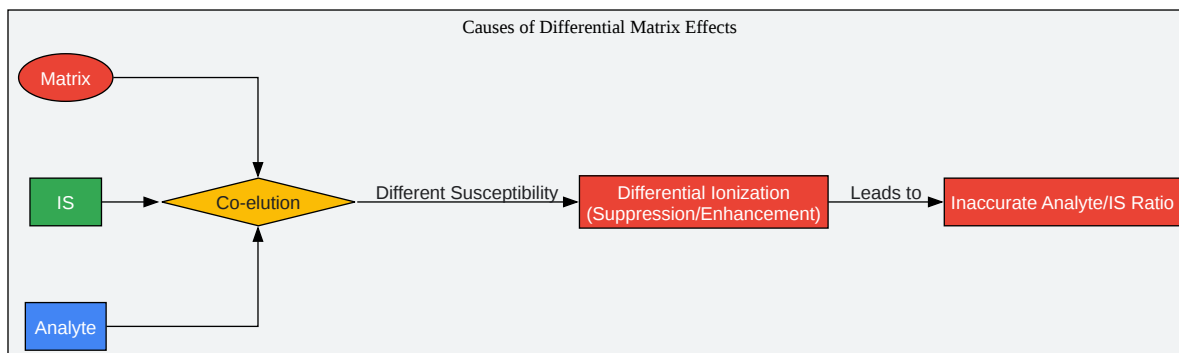 Causes of Differential Matrix Effects
Matrix
IS
Co-elution
Different Susceptibility
Differential Ionization
(Suppression/Enhancement)
Leads to
Inaccurate Analyte/IS Ratio
Analyte